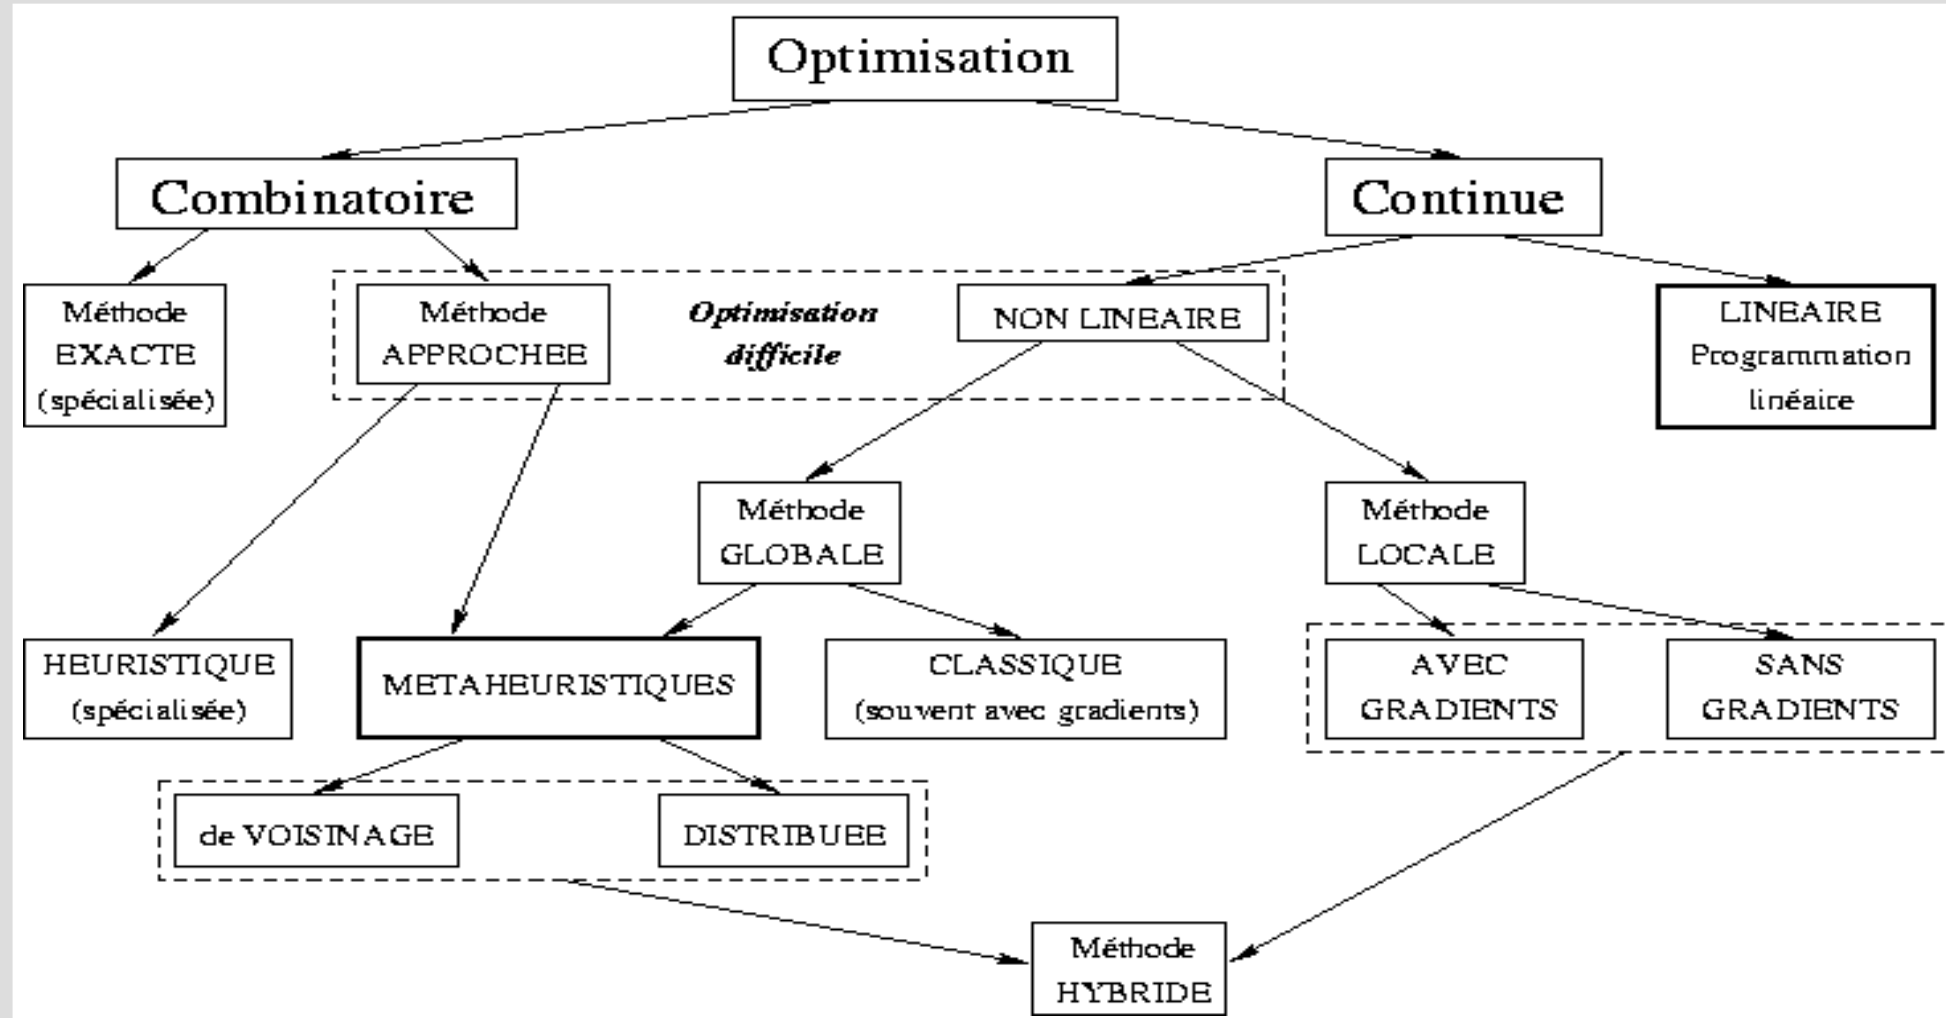 Optimisation
Combinatoire
Continue
Méthode
EXACTE
(spécialisée)
Méthode
APPROCHEE
Optimisation
difficile
NON LINEAIRE
LINEAIRE
Programmation
linéaire
Méthode
GLOBALE
Méthode
LOCALE
HEURISTIQUE
(spécialisée)
METAHEURISTIQUES
CLASSIQUE
(souvent avec gradients)
AVEC
GRADIENTS
SANS
GRADIENTS
de VOISINAGE
DISTRIBUEE
Méthode
HYBRIDE